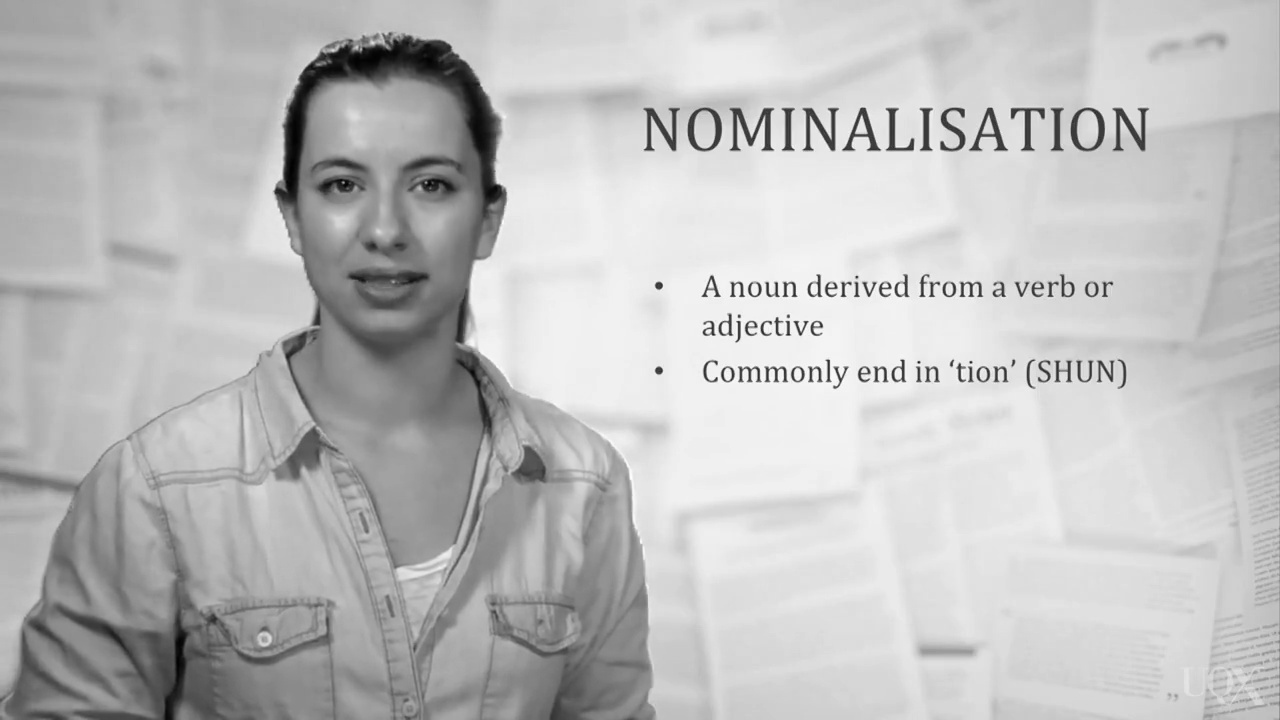 NOMINALISATION
• A noun derived from a verb or
adjective
• Commonly end in ‘tion’ (SHUN)
UQX